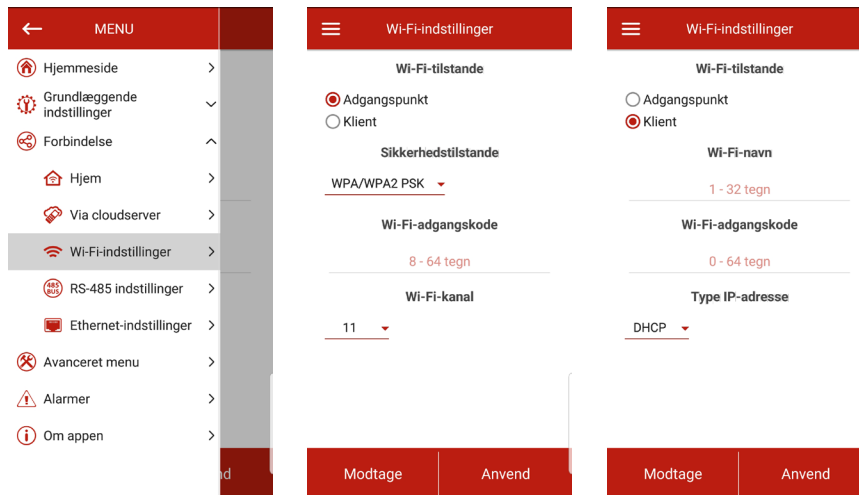 MENU
Hjemmeside
Grundlæggende
indstillinger
Forbindelse
Hjem
Via cloudserver
Wi-Fi-indstillinger
485
BUS
RS-485 indstillinger
Ethernet-indstillinger
Avanceret menu
Alarmer
Om appen
nd
Wi-Fi-indstillinger
Wi-Fi-tilstande
Adgangspunkt
Klient
Sikkerhedstilstande
WPA/WPA2 PSK
Wi-Fi-adgangskode
8 - 64 tegn
Wi-Fi-kanal
11
Modtage Anvend
Wi-Fi-indstillinger
Wi-Fi-tilstande
Adgangspunkt
Klient
Wi-Fi-navn
1 - 32 tegn
Wi-Fi-adgangskode
0 - 64 tegn
Type IP-adresse
DHCP
Modtage Anvend